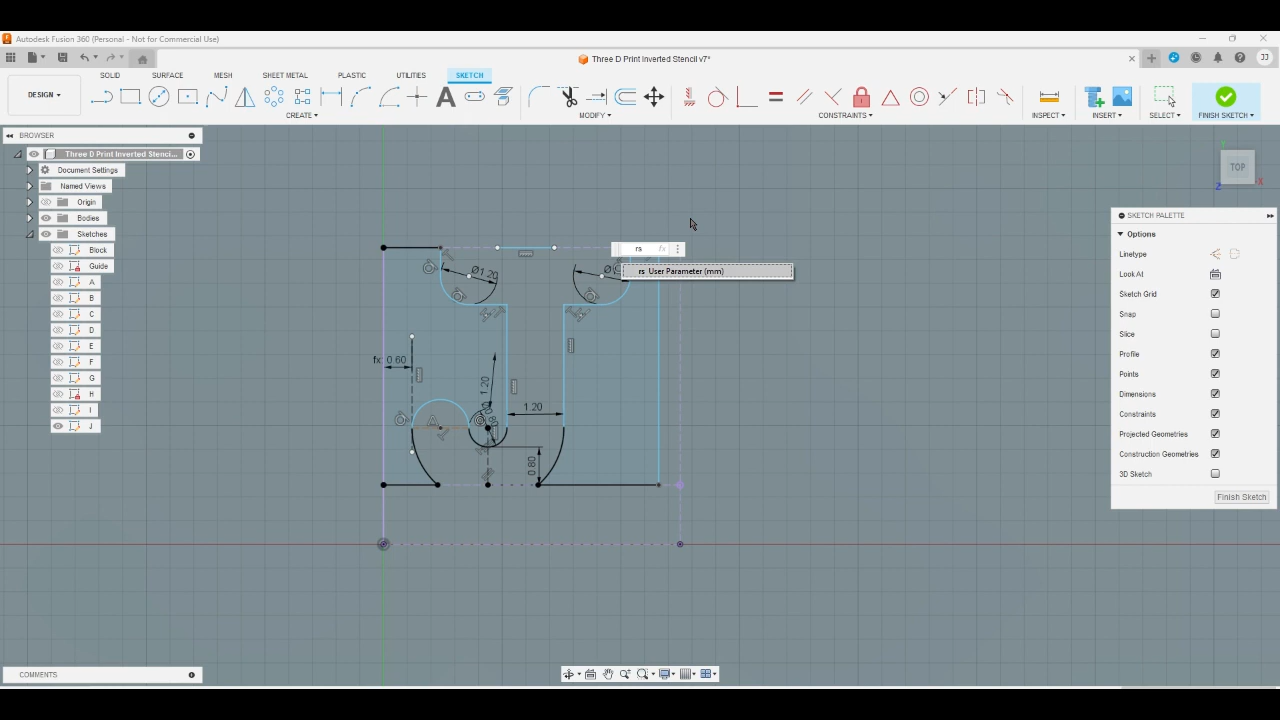 Autodesk Fusion 360 (Personal - Not for Commercial Use)
Three D Print Inverted Stencil v7*
JJ
DESIGN
SOLID
SURFACE
MESH
SHEET METAL
PLASTIC
UTILITIES
SKETCH
CREATE
MODIFY
CONSTRAINTS
INSPECT
INSERT
SELECT
FINISH SKETCH
BROWSER
Three D Print Inverted Stenci...
Document Settings
Named Views
Origin
Bodies
Sketches
Block
Guide
A
B
C
D
E
F
G
H
I
J
TOP
Y
X
Z
rs
fx
rs User Parameter (mm)
Ø1.20
fx: 0.60
1.20
1.20
0.80
SKETCH PALETTE
Options
Linetype
Look At
Sketch Grid
Snap
Slice
Profile
Points
Dimensions
Constraints
Projected Geometries
Construction Geometries
3D Sketch
Finish Sketch
COMMENTS